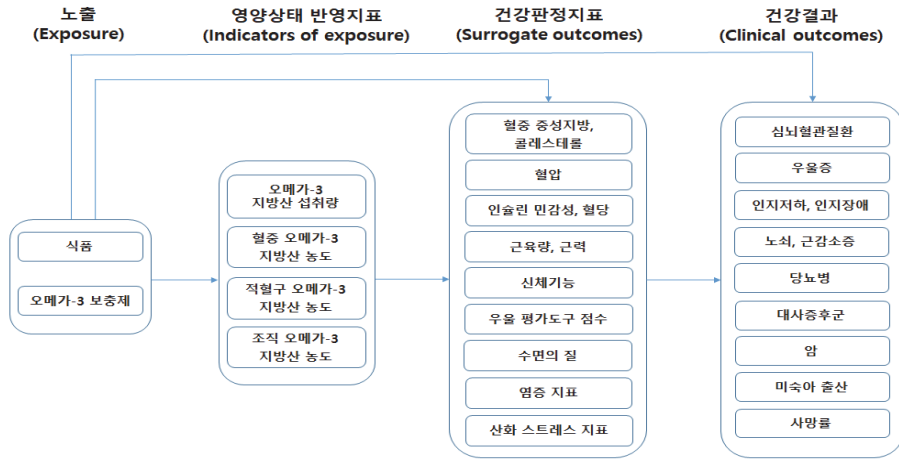 노출
(Exposure)
영양상태 반영지표
(Indicators of exposure)
건강판정지표
(Surrogate outcomes)
건강결과
(Clinical outcomes)
식품
오메가-3 보충제
오메가-3
지방산 섭취량
혈중 오메가-3
지방산 농도
적혈구 오메가-3
지방산 농도
조직 오메가-3
지방산 농도
혈중 중성지방,
콜레스테롤
혈압
인슐린 민감성, 혈당
근육량, 근력
신체기능
우울 평가도구 점수
수면의 질
염증 지표
산화 스트레스 지표
심뇌혈관질환
우울증
인지저하, 인지장애
노쇠, 근감소증
당뇨병
대사증후군
암
미숙아 출산
사망률